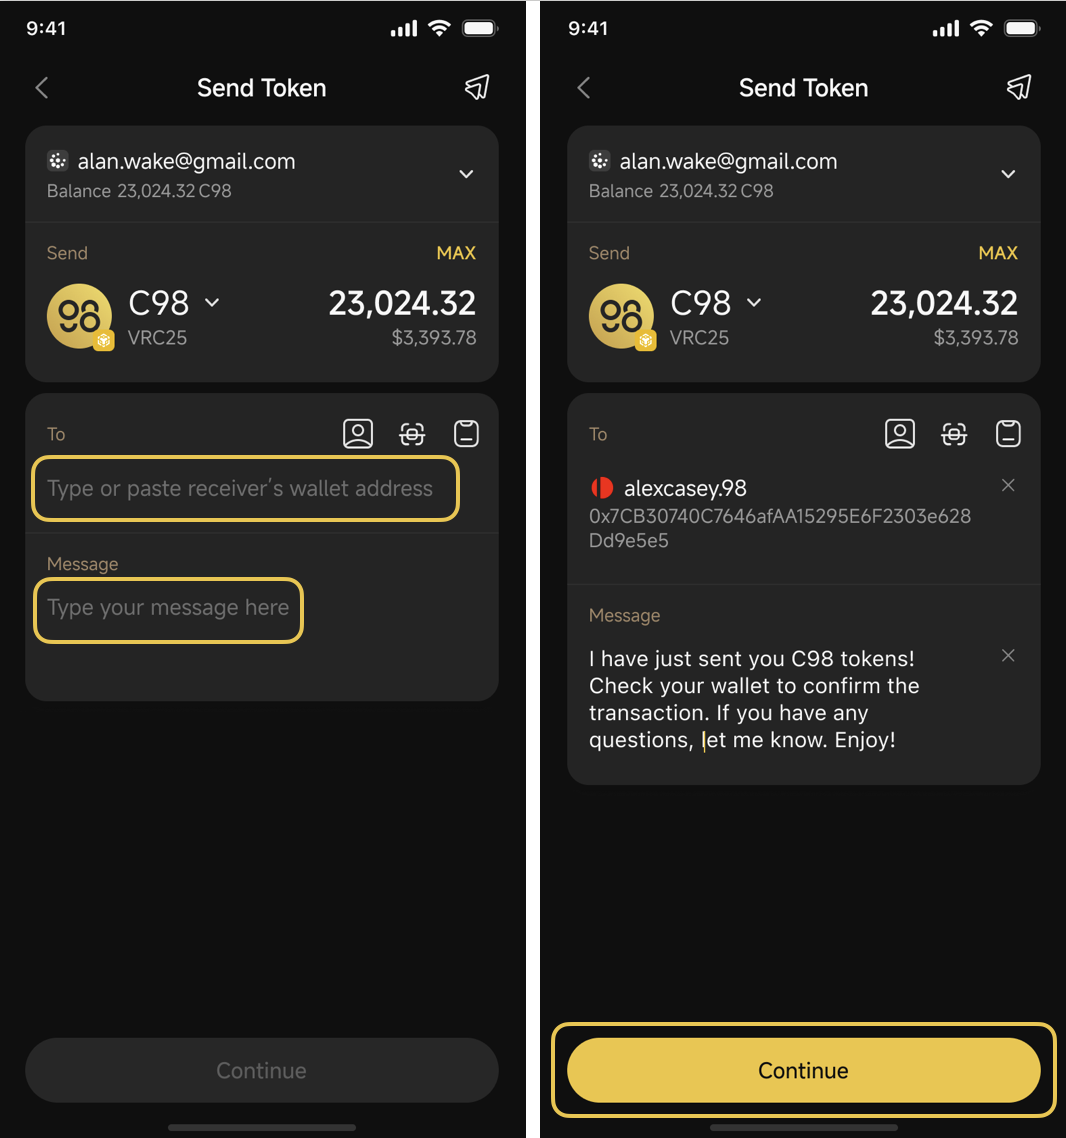 9:41
Send Token
alan.wake@gmail.com
Balance 23,024.32 C98
Send
MAX
C98
23,024.32
VRC25
$3,393.78
To
Type or paste receiver’s wallet address
Message
Type your message here
Continue
9:41
Send Token
alan.wake@gmail.com
Balance 23,024.32 C98
Send
MAX
C98
23,024.32
VRC25
$3,393.78
To
alexcasey.98
0x7CB30740C7646afAA15295E6F2303e628
Dd9e5e5
Message
I have just sent you C98 tokens!
Check your wallet to confirm the
transaction. If you have any
questions, let me know. Enjoy!
Continue